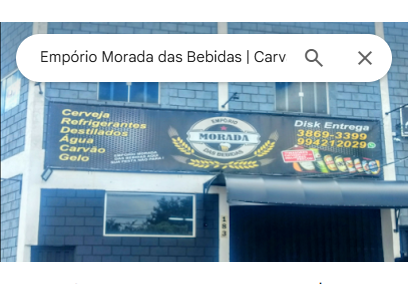 Empório Morada das Bebidas | Carv
Cerveja
Refrigerantes
Destilados
Água
Carvão
Gelo
EMPÓRIO
MORADA
DAS BEBIDAS
Disk Entrega
3869-3399
994212029
183